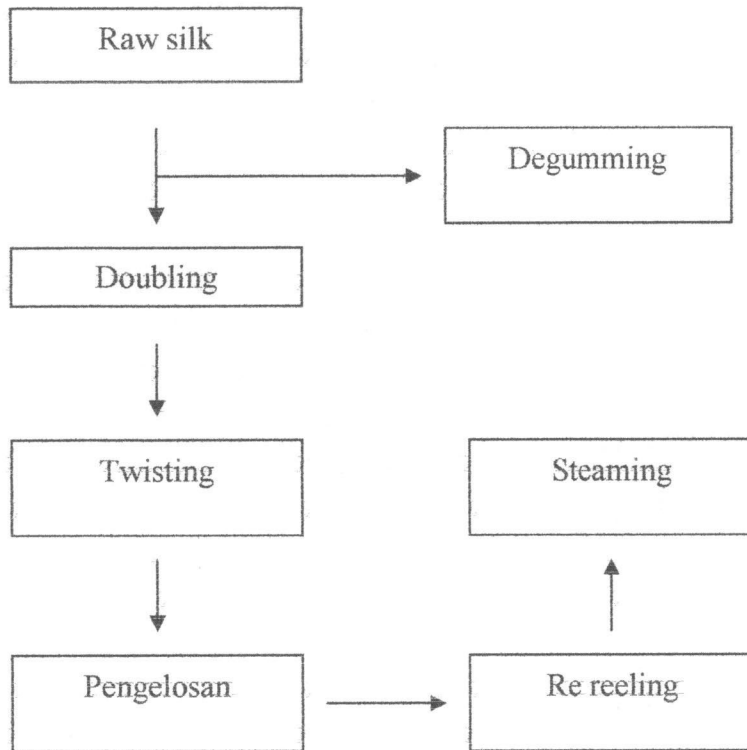 Raw silk
Degumming
Doubling
Twisting
Steaming
Pengelosan
Re reeling